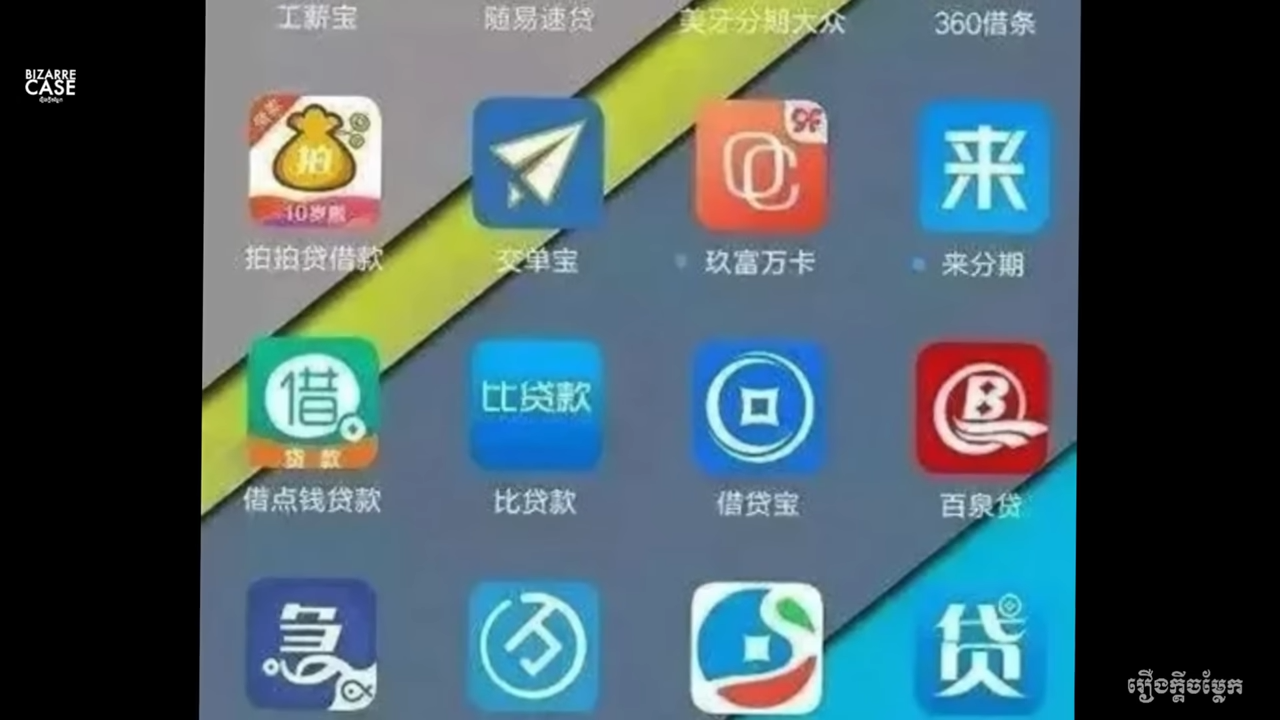 工薪宝
随易速贷
美牙分期大众
360借条
BIZARRE
CASE
9F
拍
来
10岁熊
拍拍贷借款
交单宝
玖富万卡
来分期
借
贷 款
比贷款
B
借点钱贷款
比贷款
借贷宝
百泉贷
急
万
贷
រឿងក្ដីចម្លែក